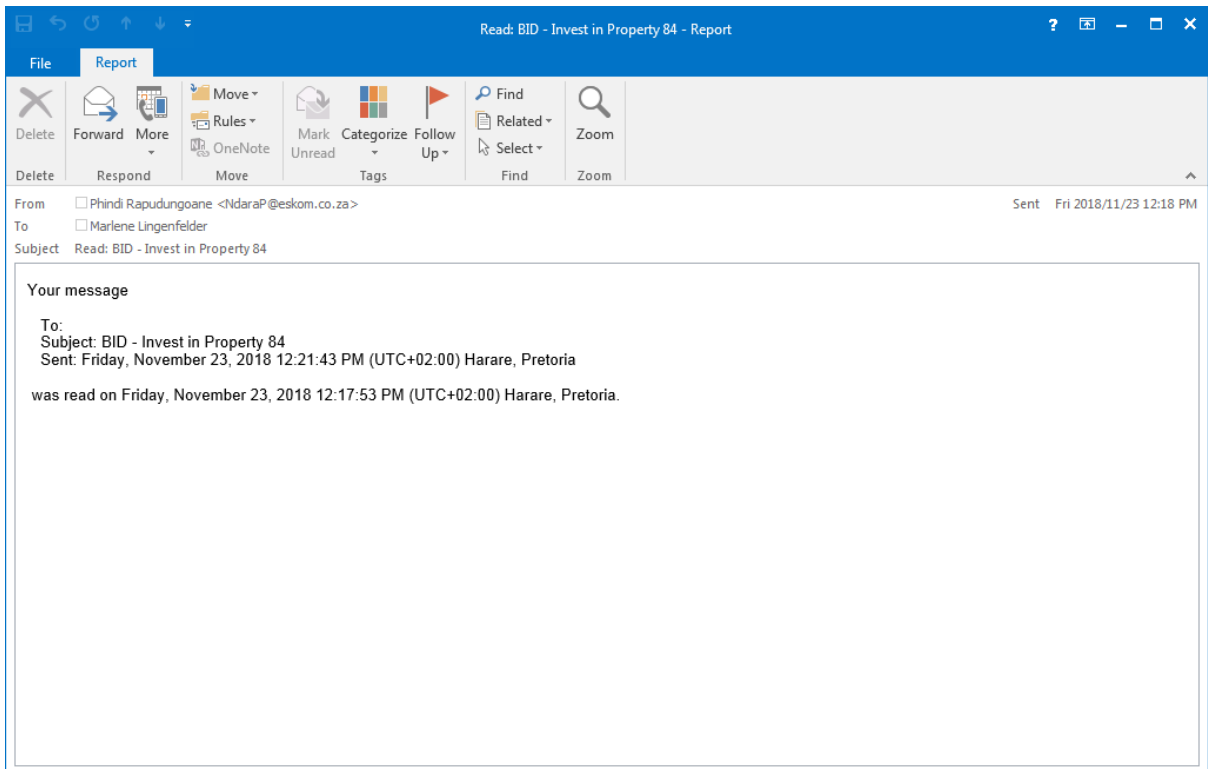 Read: BID - Invest in Property 84 - Report
File Report
Delete
Forward
More
Move
Rules
OneNote
Mark Unread
Categorize
Follow Up
Find
Related
Select
Zoom
Delete Respond Move Tags Find Zoom
From Phindi Rapudungoane <NdaraP@eskom.co.za> Sent Fri 2018/11/23 12:18 PM
To Marlene Lingenfelder
Subject Read: BID - Invest in Property 84
Your message
To:
Subject: BID - Invest in Property 84
Sent: Friday, November 23, 2018 12:21:43 PM (UTC+02:00) Harare, Pretoria
was read on Friday, November 23, 2018 12:17:53 PM (UTC+02:00) Harare, Pretoria.